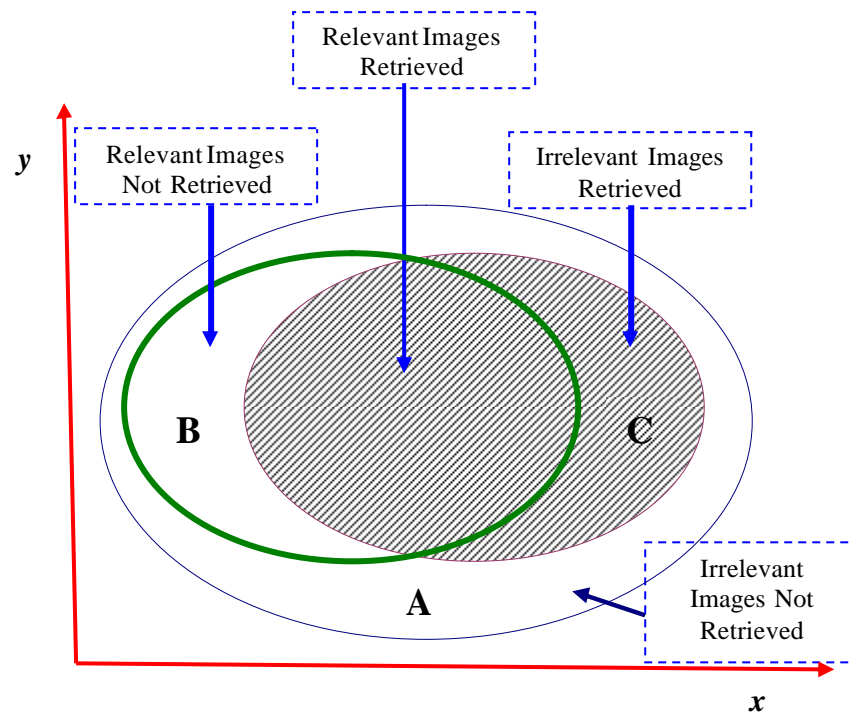 Relevant Images
Retrieved
y
Relevant Images
Not Retrieved
Irrelevant Images
Retrieved
B
C
A
Irrelevant
Images Not
Retrieved
x